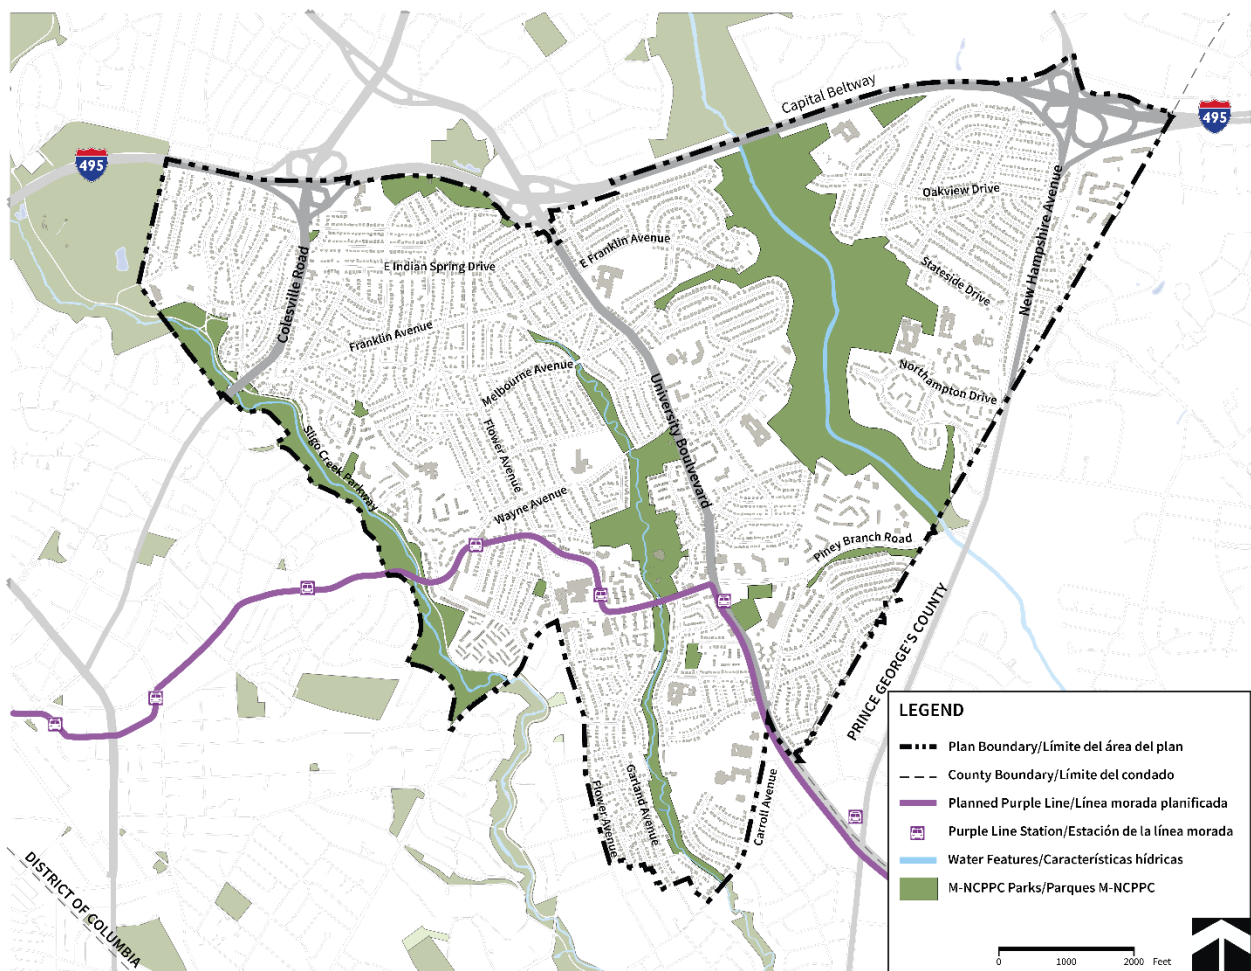 Capital Beltway
495
495
Oakview Drive
New Hampshire Avenue
E Franklin Avenue
E Indian Spring Drive
Stateside Drive
Colesville Road
Franklin Avenue
Melbourne Avenue
Northampton Drive
University Boulvevard
Flower Avenue
Sligo Creek Parkway
Wayne Avenue
Piney Branch Road
PRINCE GEORGE'S COUNTY
Flower Avenue
Garland Avenue
Carroll Avenue
DISTRICT OF COLUMBIA
LEGEND
Plan Boundary/Límite del área del plan
County Boundary/Límite del condado
Planned Purple Line/Línea morada planificada
Purple Line Station/Estación de la línea morada
Water Features/Características hídricas
M-NCPPC Parks/Parques M-NCPPC
0 1000 2000 Feet